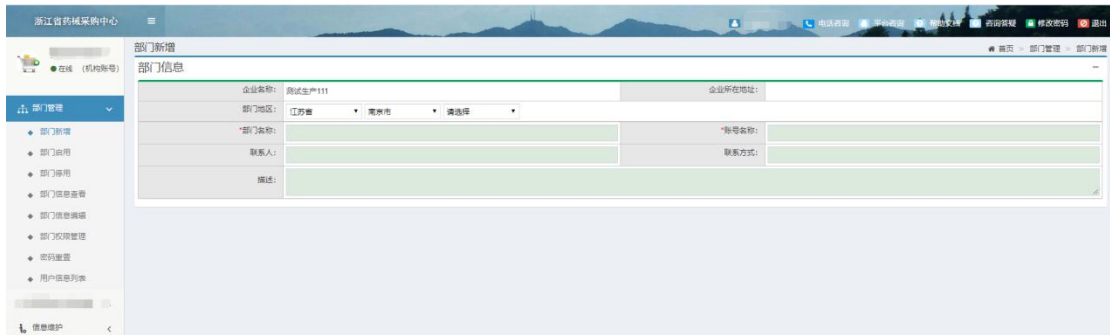 浙江省药械采购中心
电话咨询 平台咨询 帮助文档 咨询答疑 修改密码 退出
在线 (机构账号)
部门新增
首页 > 部门管理 > 部门新增
部门信息
企业名称: 测试生产111 企业所在地址:
部门地区: 江苏省 南京市 请选择
*部门名称: *账号名称:
联系人: 联系方式:
描述:
部门管理
部门新增
部门启用
部门停用
部门信息查看
部门信息编辑
部门权限管理
密码重置
用户信息列表
信息维护